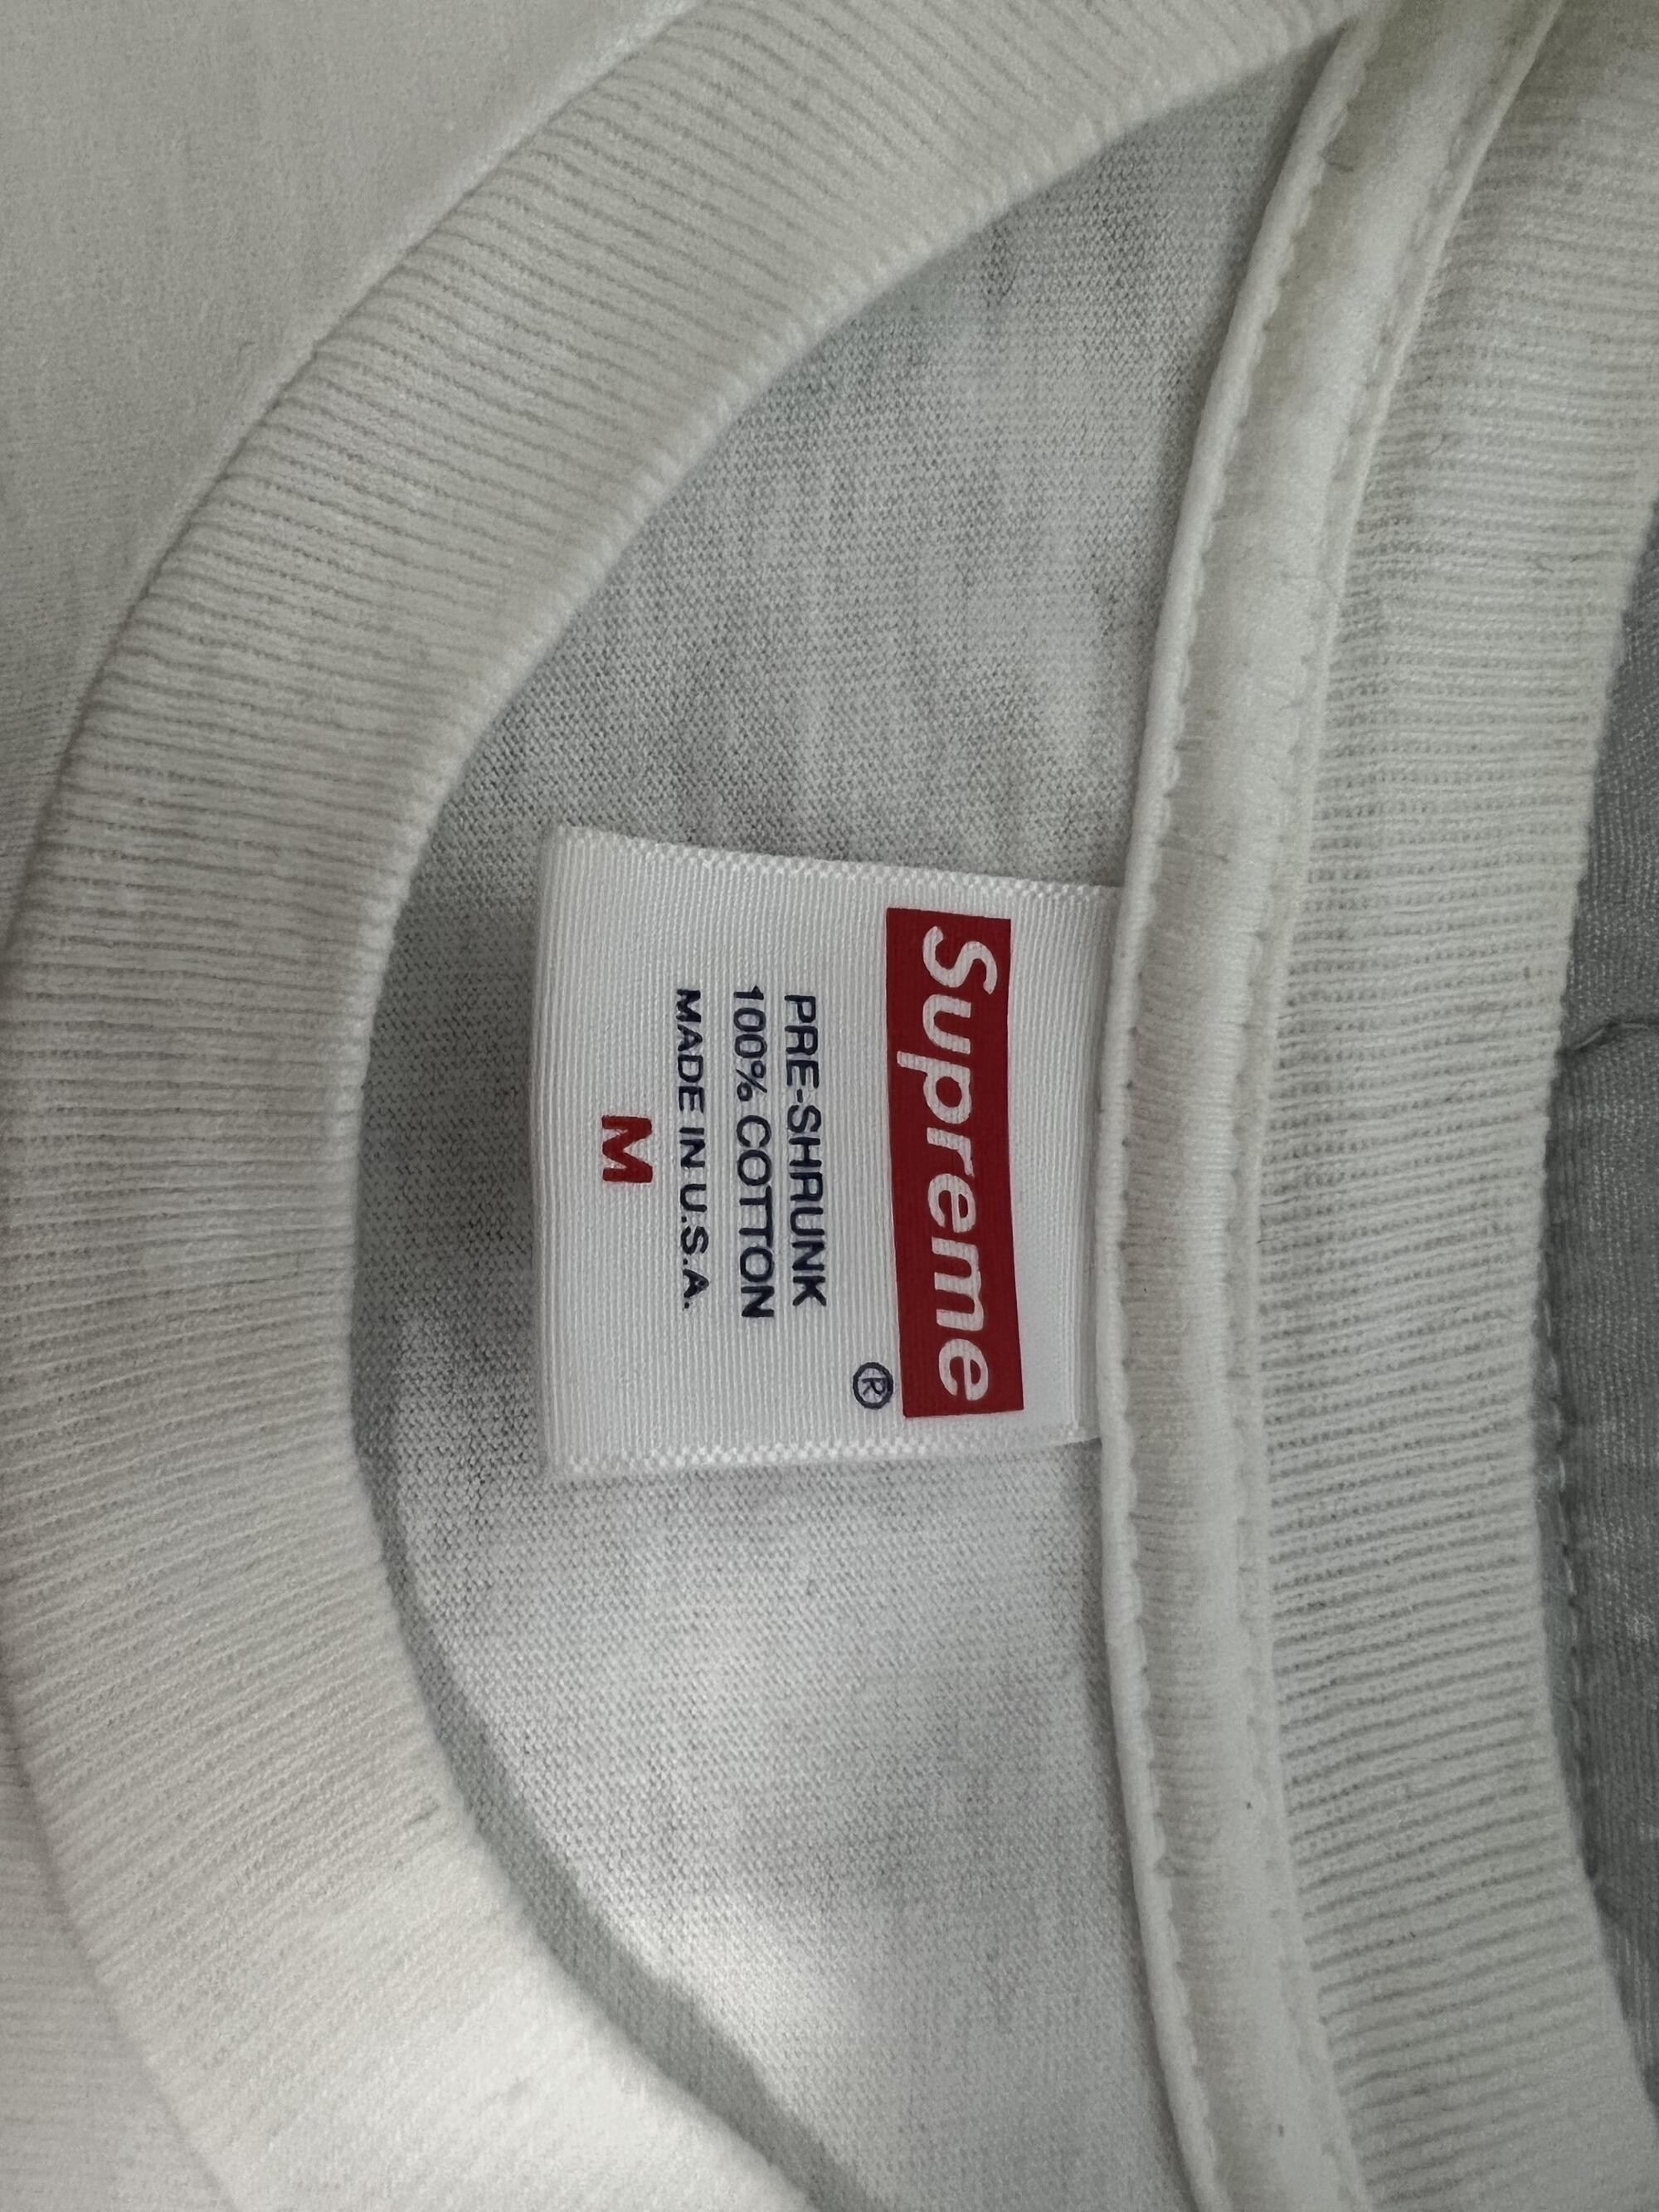 Supreme
®
PRE-SHRUNK
100% COTTON
MADE IN U.S.A.
M